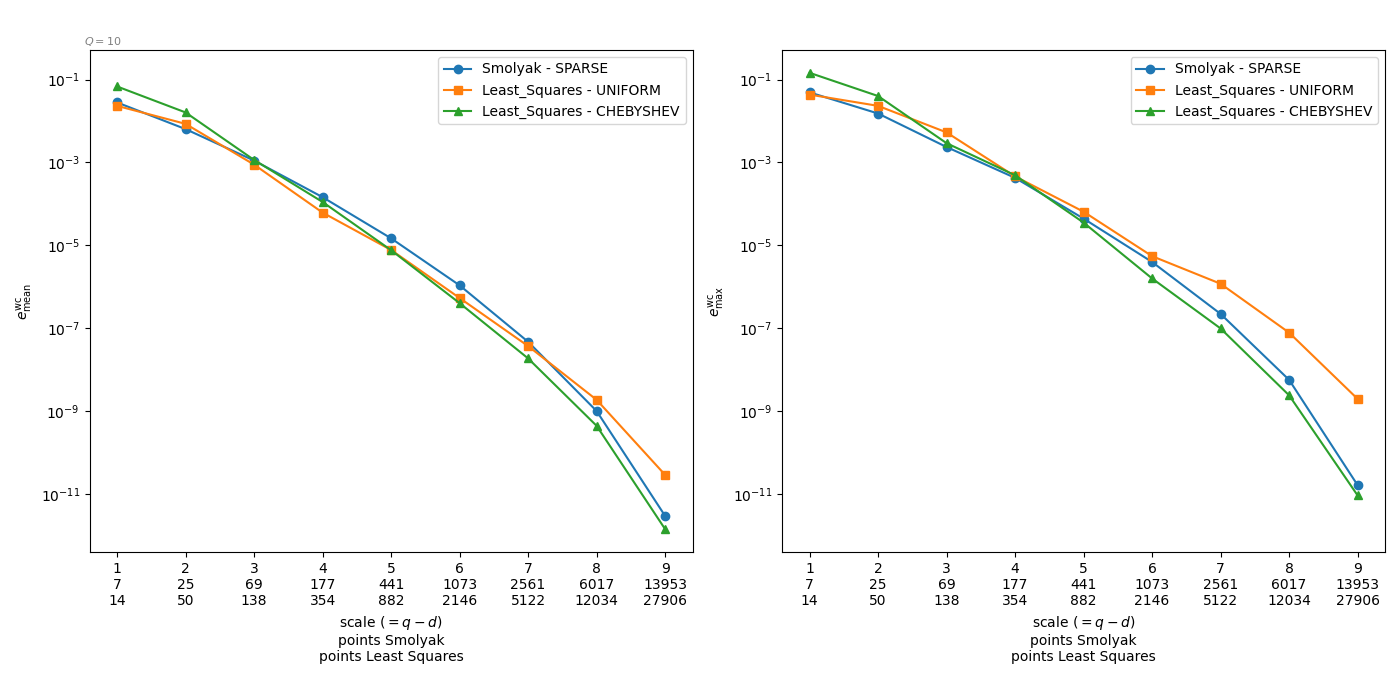 Q = 10
Smolyak - SPARSE
Least_Squares - UNIFORM
Least_Squares - CHEBYSHEV
10^{-1}
10^{-3}
10^{-5}
10^{-7}
10^{-9}
10^{-11}
e^{wc}_{mean}
1 2 3 4 5 6 7 8 9
7 25 69 177 441 1073 2561 6017 13953
14 50 138 354 882 2146 5122 12034 27906
scale (= q − d)
points Smolyak
points Least Squares
Smolyak - SPARSE
Least_Squares - UNIFORM
Least_Squares - CHEBYSHEV
10^{-1}
10^{-3}
10^{-5}
10^{-7}
10^{-9}
10^{-11}
e^{wc}_{max}
1 2 3 4 5 6 7 8 9
7 25 69 177 441 1073 2561 6017 13953
14 50 138 354 882 2146 5122 12034 27906
scale (= q − d)
points Smolyak
points Least Squares